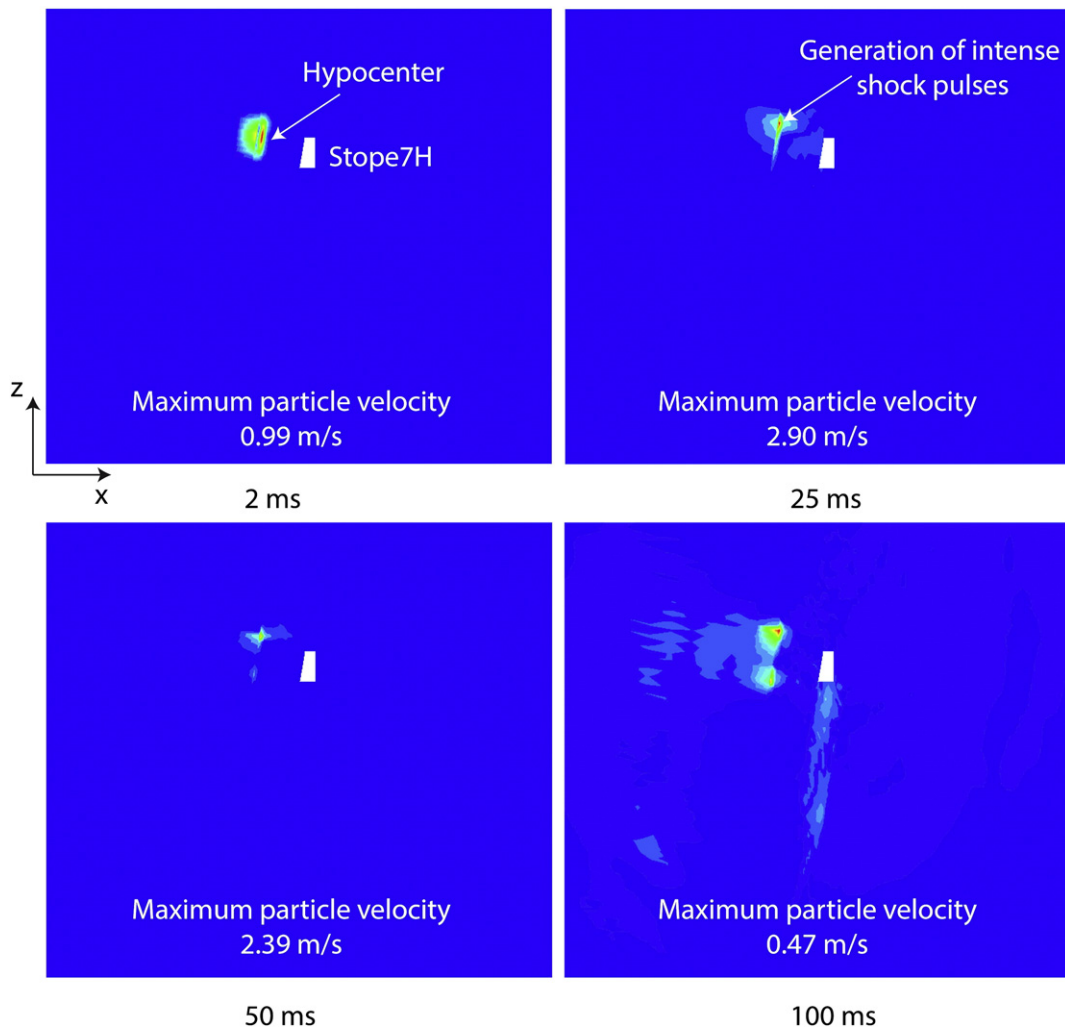 Hypocenter
Stope7H
Maximum particle velocity
0.99 m/s
z
x
2 ms
Generation of intense
shock pulses
Maximum particle velocity
2.90 m/s
25 ms
Maximum particle velocity
2.39 m/s
50 ms
Maximum particle velocity
0.47 m/s
100 ms